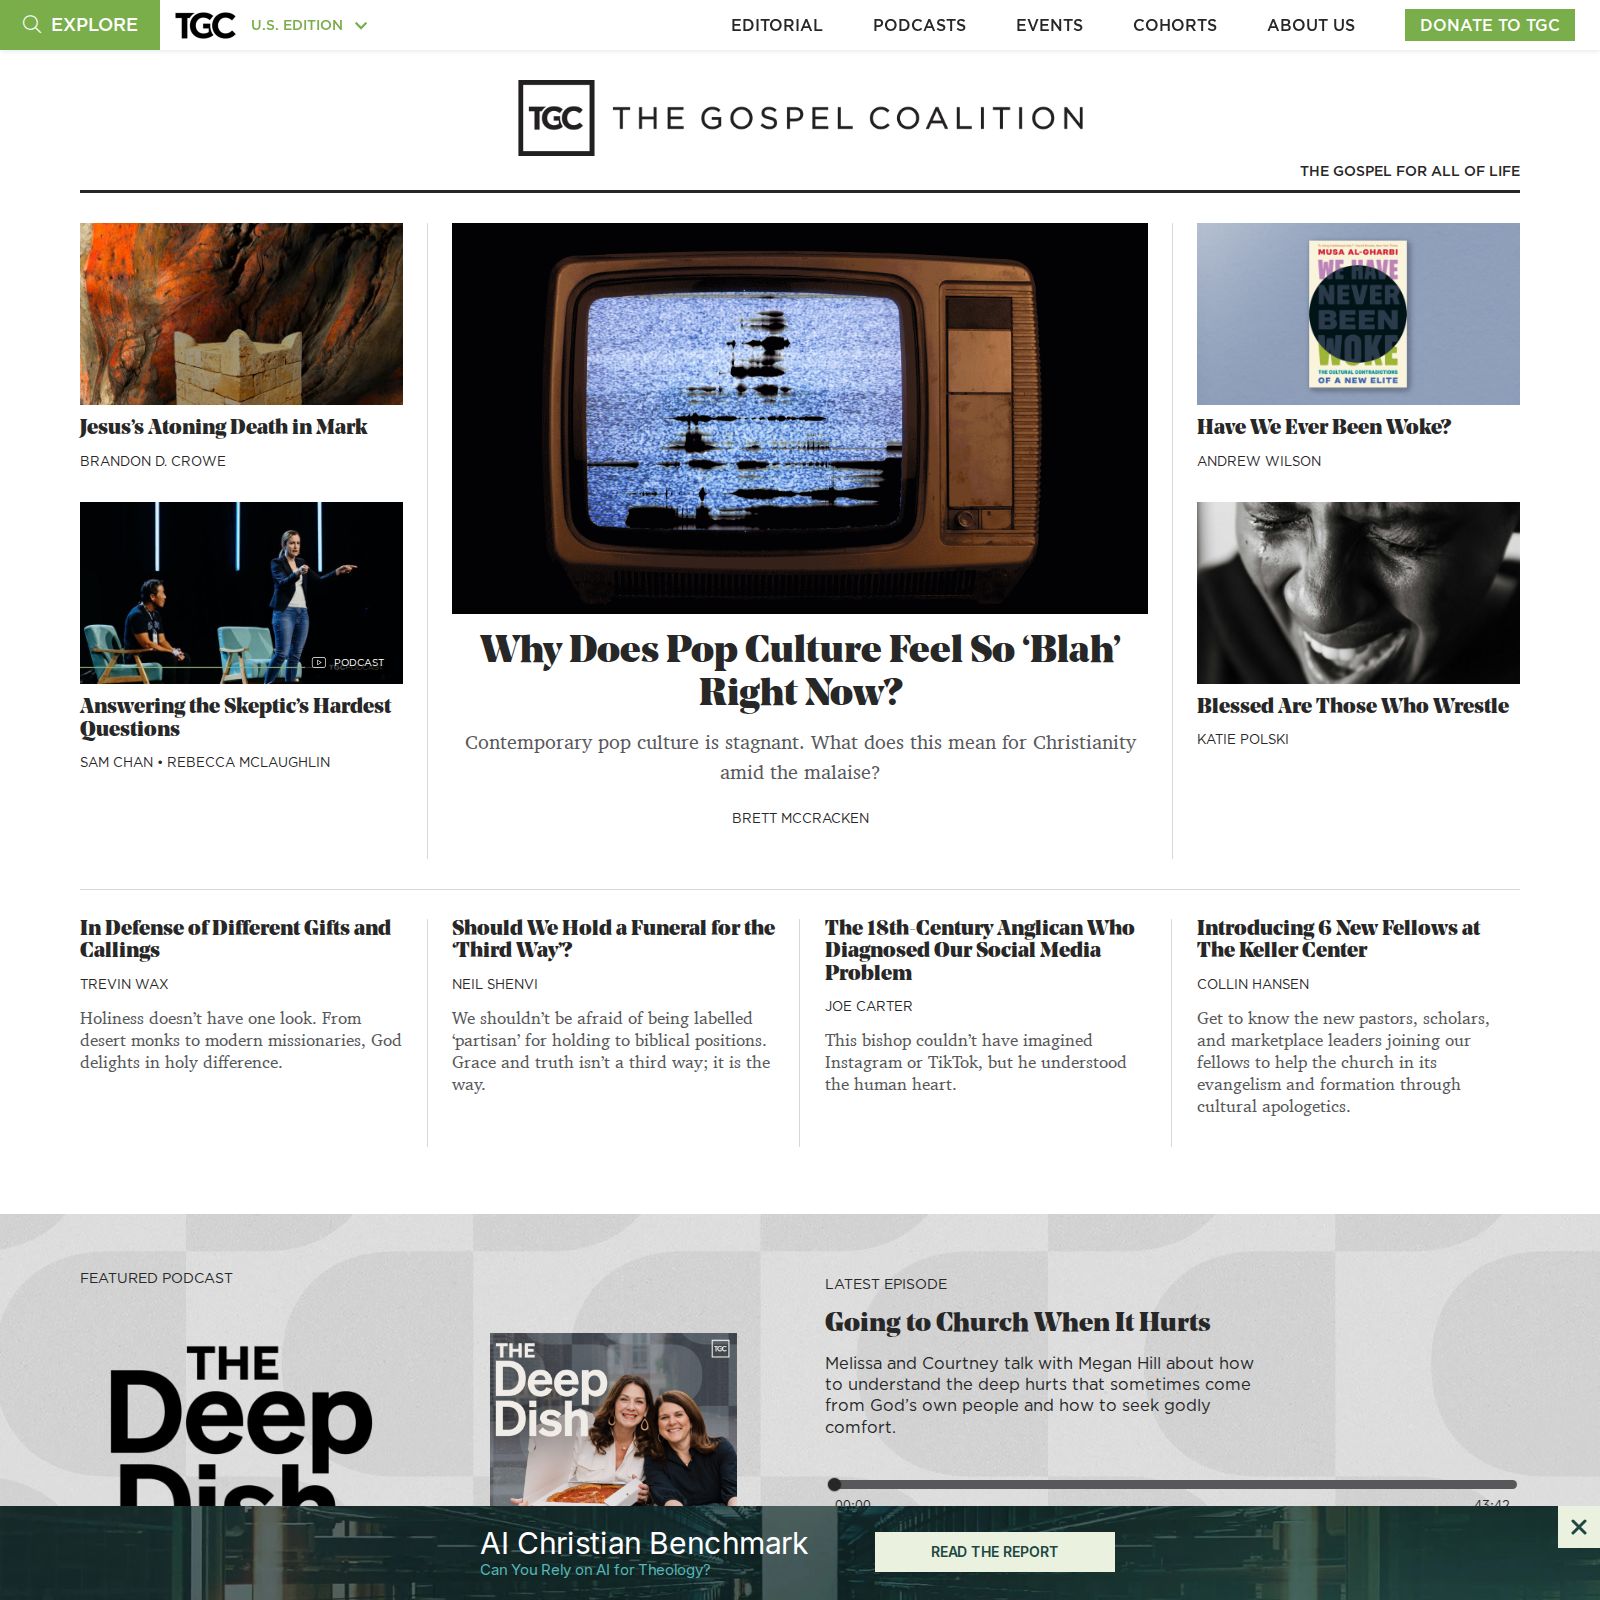 EXPLORE
TGC
U.S. EDITION
EDITORIAL
PODCASTS
EVENTS
COHORTS
ABOUT US
DONATE TO TGC
TGC THE GOSPEL COALITION
THE GOSPEL FOR ALL OF LIFE
Jesus’s Atoning Death in Mark
BRANDON D. CROWE
PODCAST
Answering the Skeptic’s Hardest
Questions
SAM CHAN • REBECCA MCLAUGHLIN
Why Does Pop Culture Feel So ‘Blah’
Right Now?
Contemporary pop culture is stagnant. What does this mean for Christianity
amid the malaise?
BRETT MCCRACKEN
MUSA AL-GHARBI
WE HAVE
NEVER
BEEN
WOKE
THE CULTURAL CONTRADICTIONS
OF A NEW ELITE
Have We Ever Been Woke?
ANDREW WILSON
Blessed Are Those Who Wrestle
KATIE POLSKI
In Defense of Different Gifts and
Callings
TREVIN WAX
Holiness doesn’t have one look. From
desert monks to modern missionaries, God
delights in holy difference.
Should We Hold a Funeral for the
‘Third Way’?
NEIL SHENVI
We shouldn’t be afraid of being labelled
‘partisan’ for holding to biblical positions.
Grace and truth isn’t a third way; it is the
way.
The 18th-Century Anglican Who
Diagnosed Our Social Media
Problem
JOE CARTER
This bishop couldn’t have imagined
Instagram or TikTok, but he understood
the human heart.
Introducing 6 New Fellows at
The Keller Center
COLLIN HANSEN
Get to know the new pastors, scholars,
and marketplace leaders joining our
fellows to help the church in its
evangelism and formation through
cultural apologetics.
FEATURED PODCAST
THE
Deep
Dish
THE
Deep
Dish
TGC
LATEST EPISODE
Going to Church When It Hurts
Melissa and Courtney talk with Megan Hill about how
to understand the deep hurts that sometimes come
from God’s own people and how to seek godly
comfort.
00:00
43:42
AI Christian Benchmark
Can You Rely on AI for Theology?
READ THE REPORT